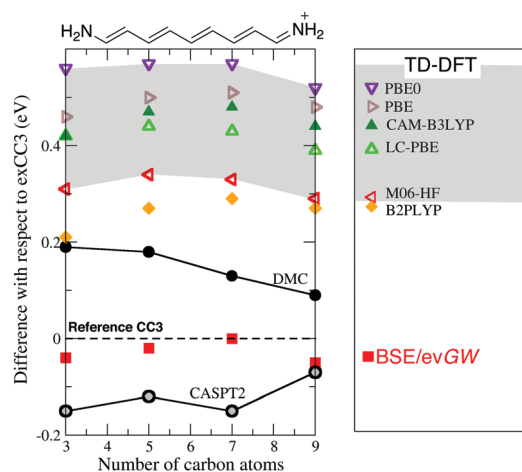 H₂N
+
NH₂
Difference with respect to exCC3 (eV)
0.4
0.2
0
-0.2
DMC
Reference CC3
CASPT2
3 4 5 6 7 8 9
Number of carbon atoms
TD-DFT
PBE0
PBE
CAM-B3LYP
LC-PBE
M06-HF
B2PLYP
BSE/evGW